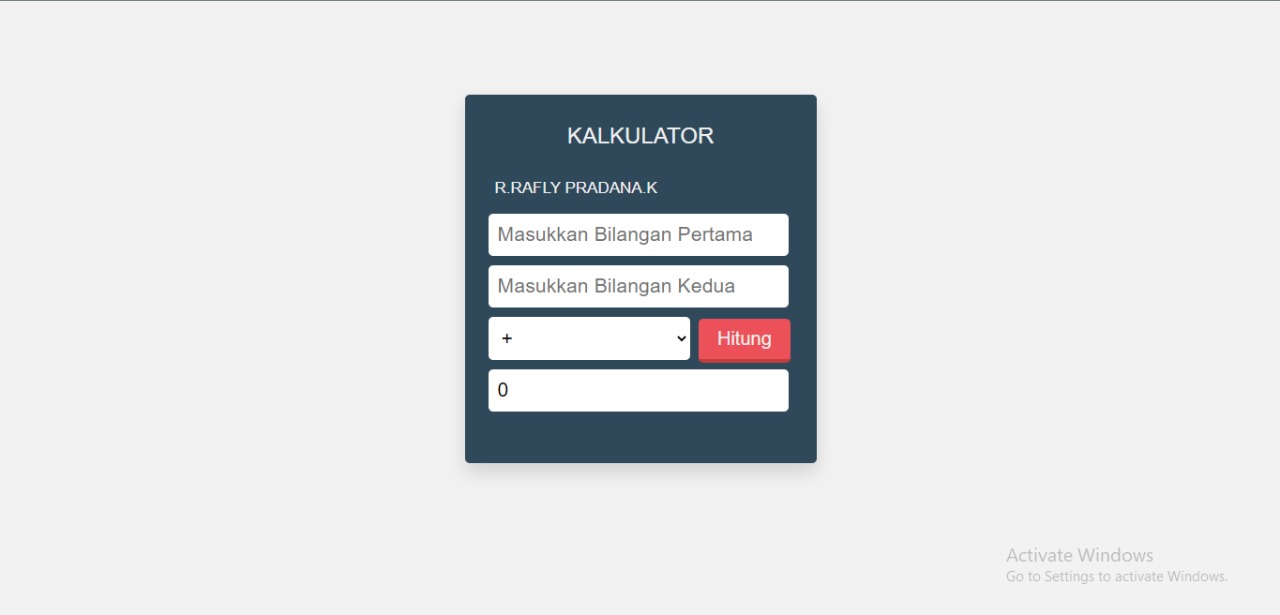 KALKULATOR
R.RAFLY PRADANA.K
Masukkan Bilangan Pertama
Masukkan Bilangan Kedua
+ Hitung
0
Activate Windows
Go to Settings to activate Windows.